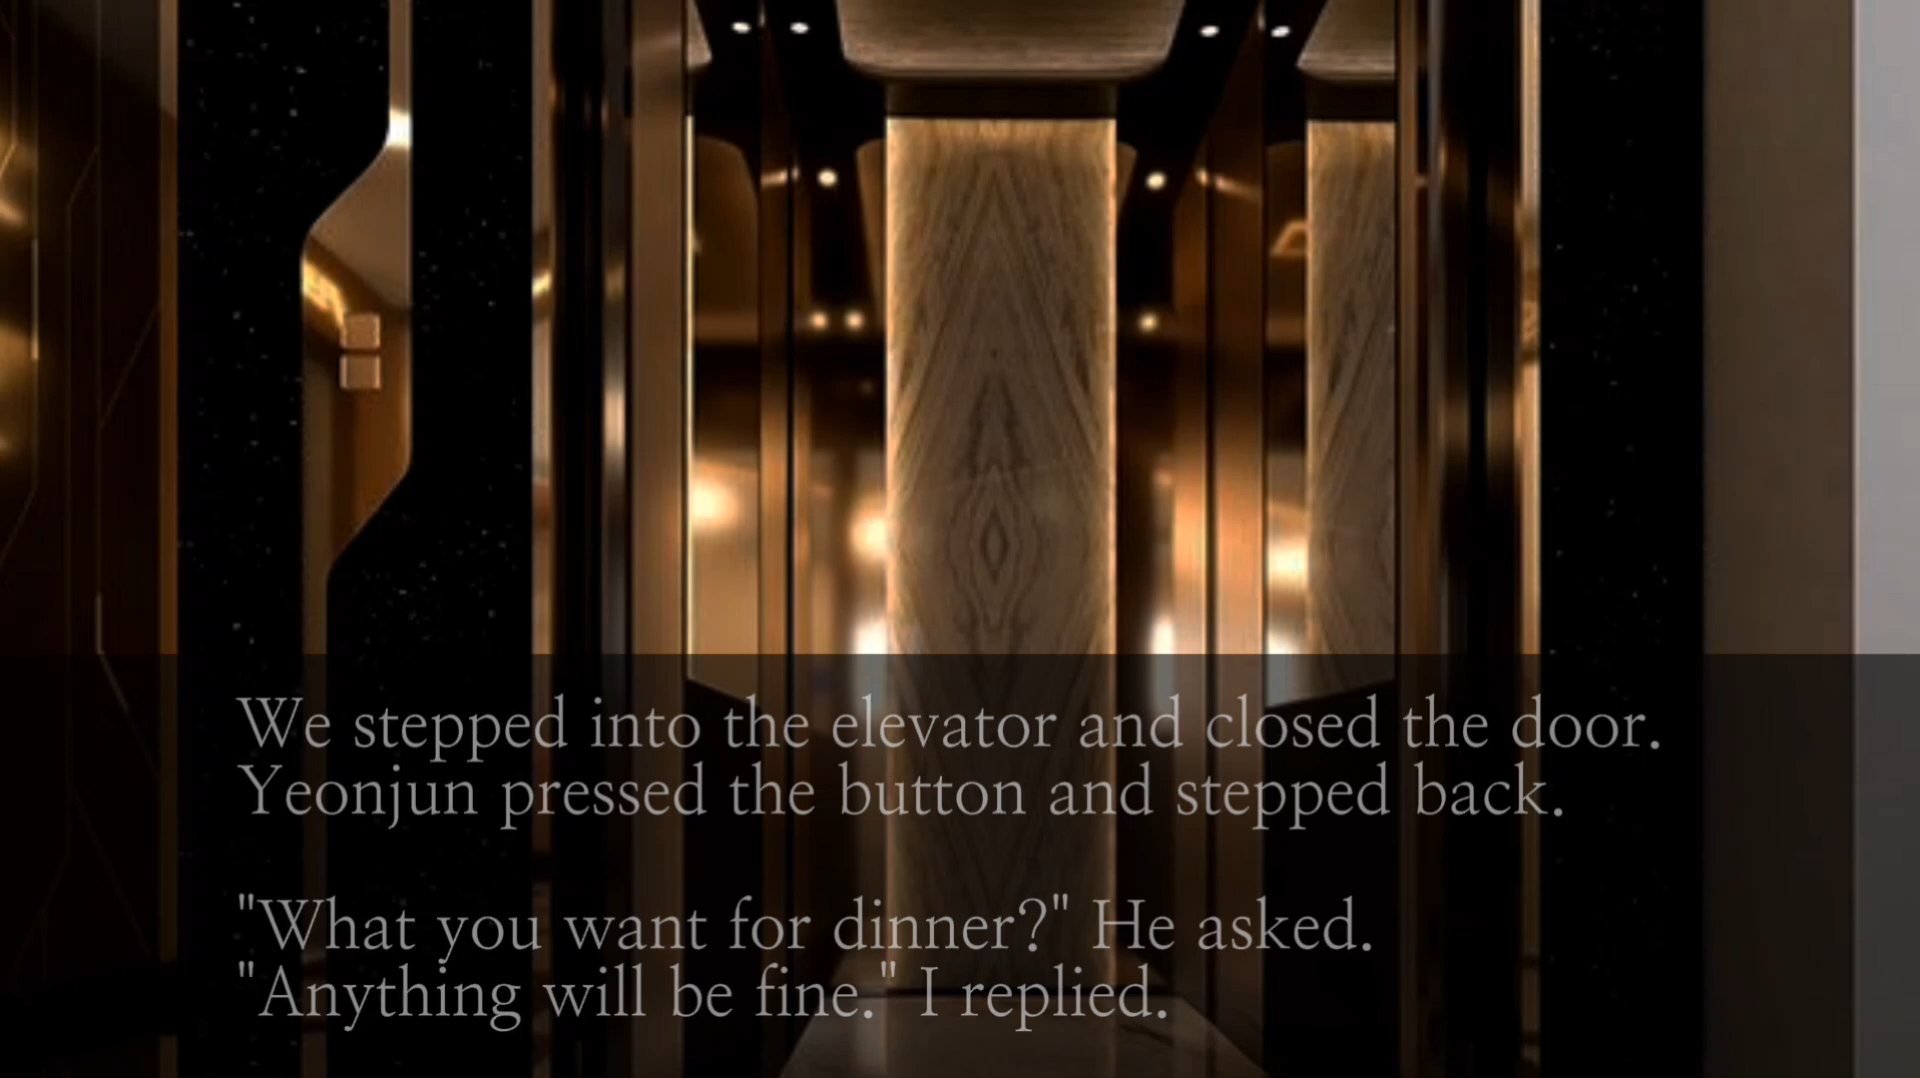 We stepped into the elevator and closed the door.
Yeonjun pressed the button and stepped back.
"What you want for dinner?" He asked.
"Anything will be fine." I replied.